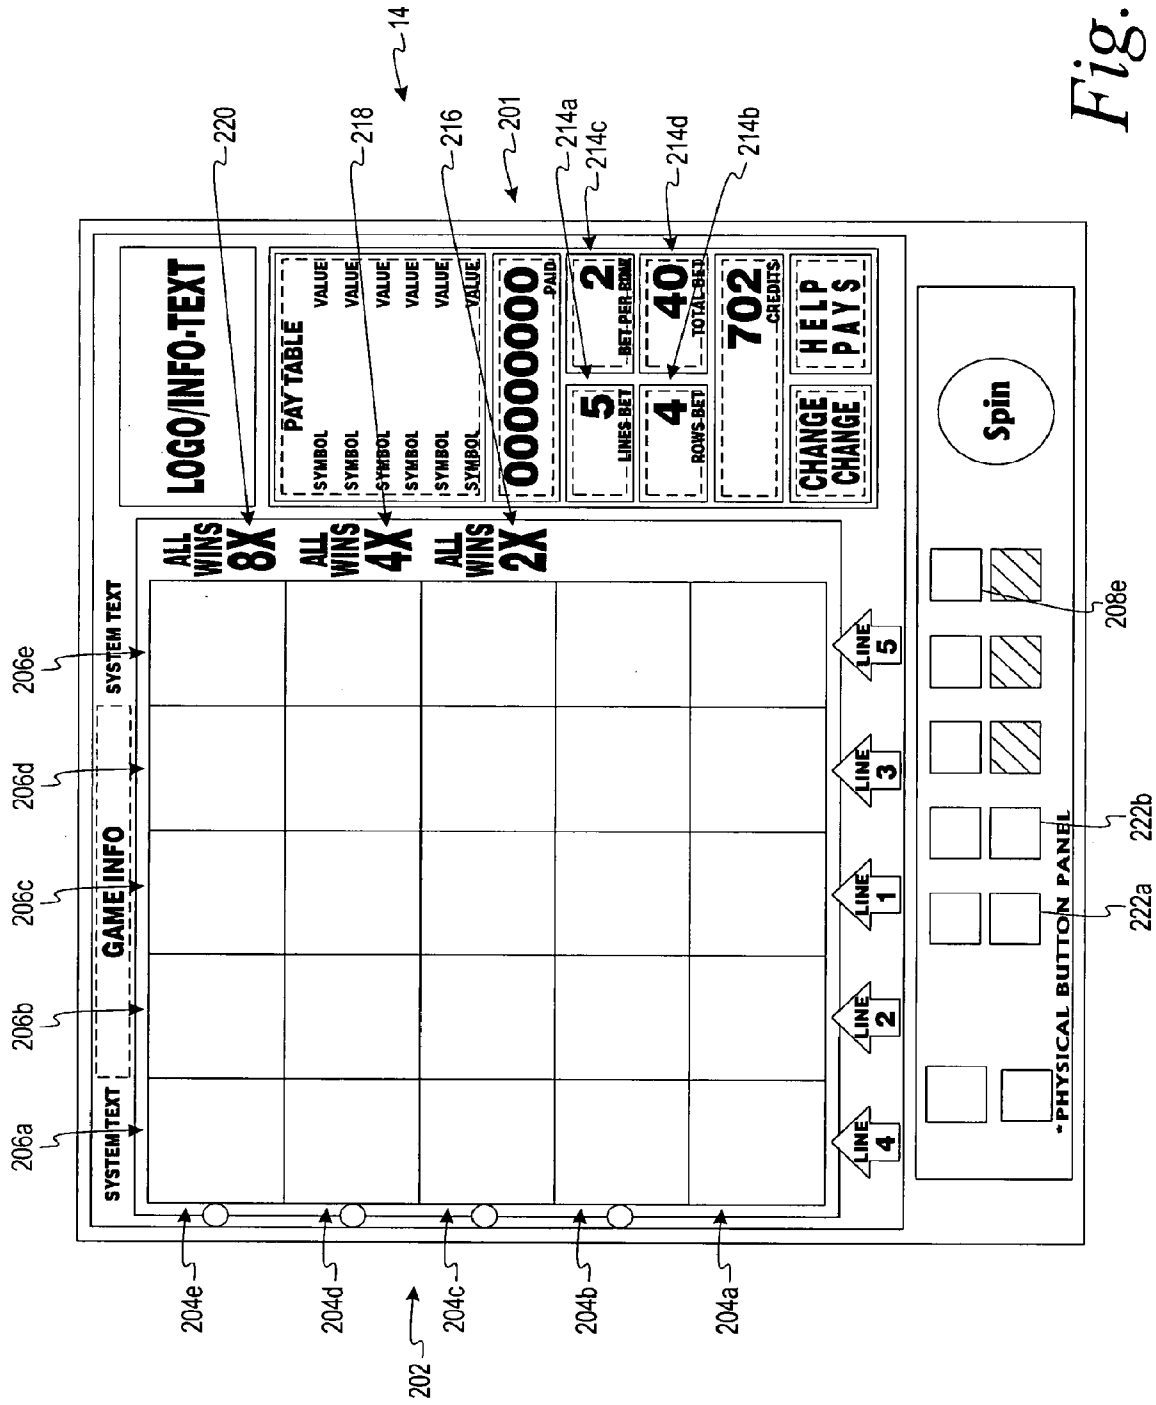 14
220
218
216
201
214a
214c
214d
214b
206a
206b
206c
206d
206e
SYSTEM TEXT
GAME INFO
SYSTEM TEXT
LOGO/INFO-TEXT
ALL
WINS
8X
ALL
WINS
4X
ALL
WINS
2X
PAY TABLE
SYMBOL VALUE
SYMBOL VALUE
SYMBOL VALUE
SYMBOL VALUE
SYMBOL VALUE
SYMBOL VALUE
00000000
PAID
5
LINES-BET
2
BET-PER-ROW
4
ROWS-BET
40
TOTAL-BET
702
CREDITS
CHANGE
CHANGE
HELP
PAYS
204e
204d
202
204c
204b
204a
LINE
4
LINE
2
LINE
1
LINE
3
LINE
5
Spin
208e
*PHYSICAL BUTTON PANEL
222a
222b
Fig.